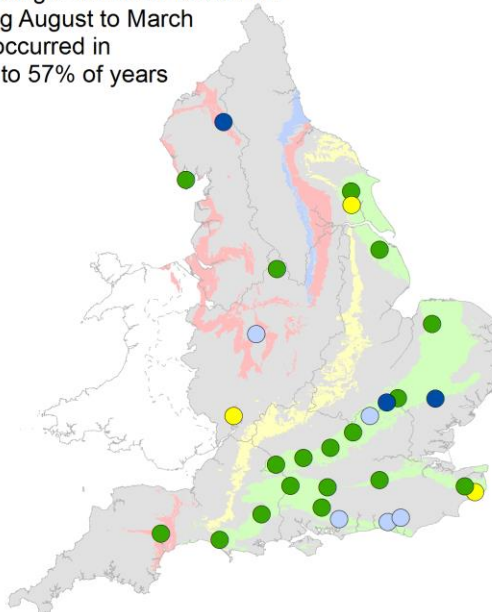 g August to March
occurred in
to 57% of years